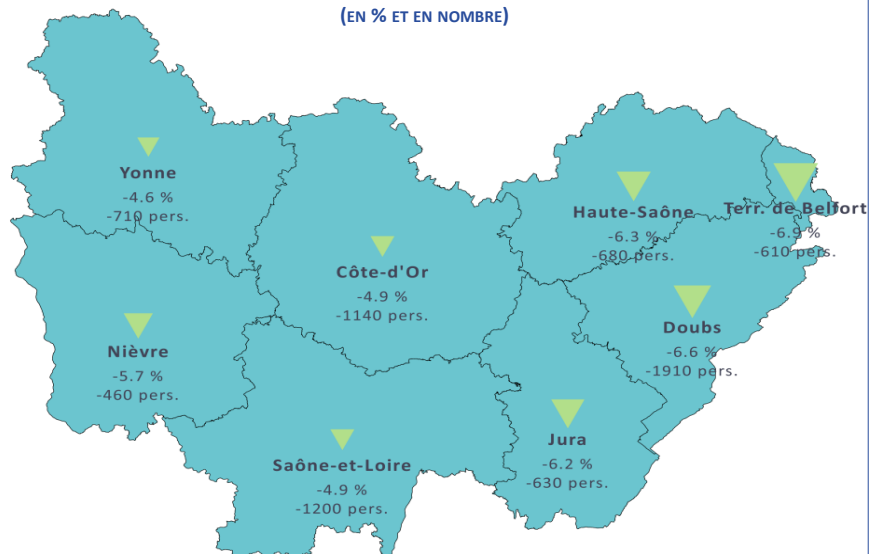 (EN % ET EN NOMBRE)
Yonne
-4.6 %
-710 pers.
Haute-Saône
-6.3 %
-680 pers.
Terr. de Belfort
-6.9 %
-610 pers.
Côte-d'Or
-4.9 %
-1140 pers.
Doubs
-6.6 %
-1910 pers.
Nièvre
-5.7 %
-460 pers.
Jura
-6.2 %
-630 pers.
Saône-et-Loire
-4.9 %
-1200 pers.